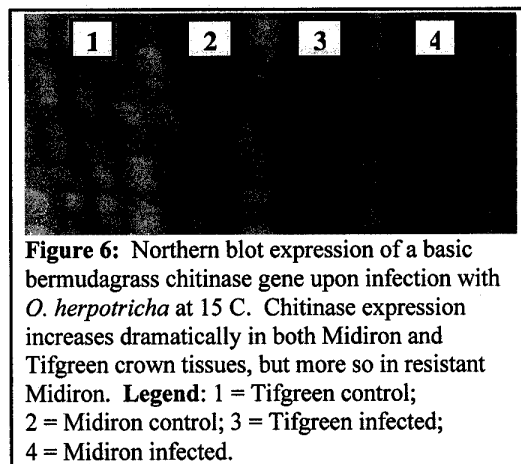 1 2 3 4
Figure 6: Northern blot expression of a basic
bermudagrass chitinase gene upon infection with
O. herpotricha at 15 C. Chitinase expression
increases dramatically in both Midiron and
Tifgreen crown tissues, but more so in resistant
Midiron. Legend: 1 = Tifgreen control;
2 = Midiron control; 3 = Tifgreen infected;
4 = Midiron infected.